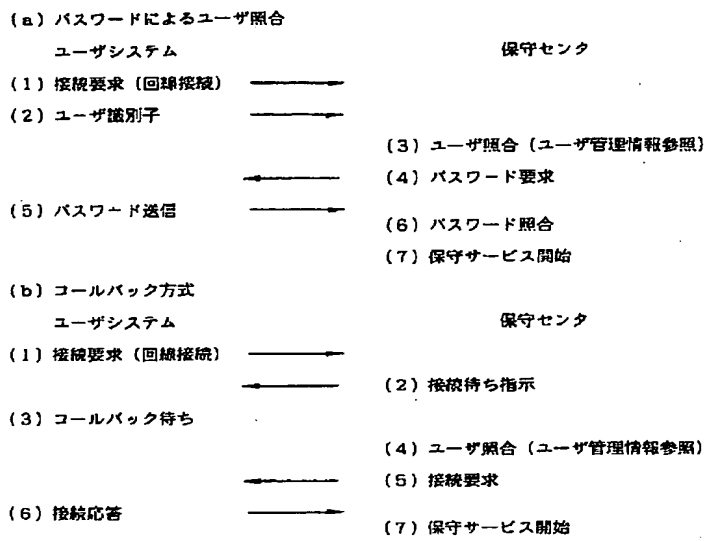 (a) パスワードによるユーザ照合
ユーザシステム 保守センタ
(1) 接続要求 (回線接続)
(2) ユーザ識別子
(3) ユーザ照合 (ユーザ管理情報参照)
(4) パスワード要求
(5) パスワード送信
(6) パスワード照合
(7) 保守サービス開始
(b) コールバック方式
ユーザシステム 保守センタ
(1) 接続要求 (回線接続)
(2) 接続待ち指示
(3) コールバック待ち
(4) ユーザ照合 (ユーザ管理情報参照)
(5) 接続要求
(6) 接続応答
(7) 保守サービス開始